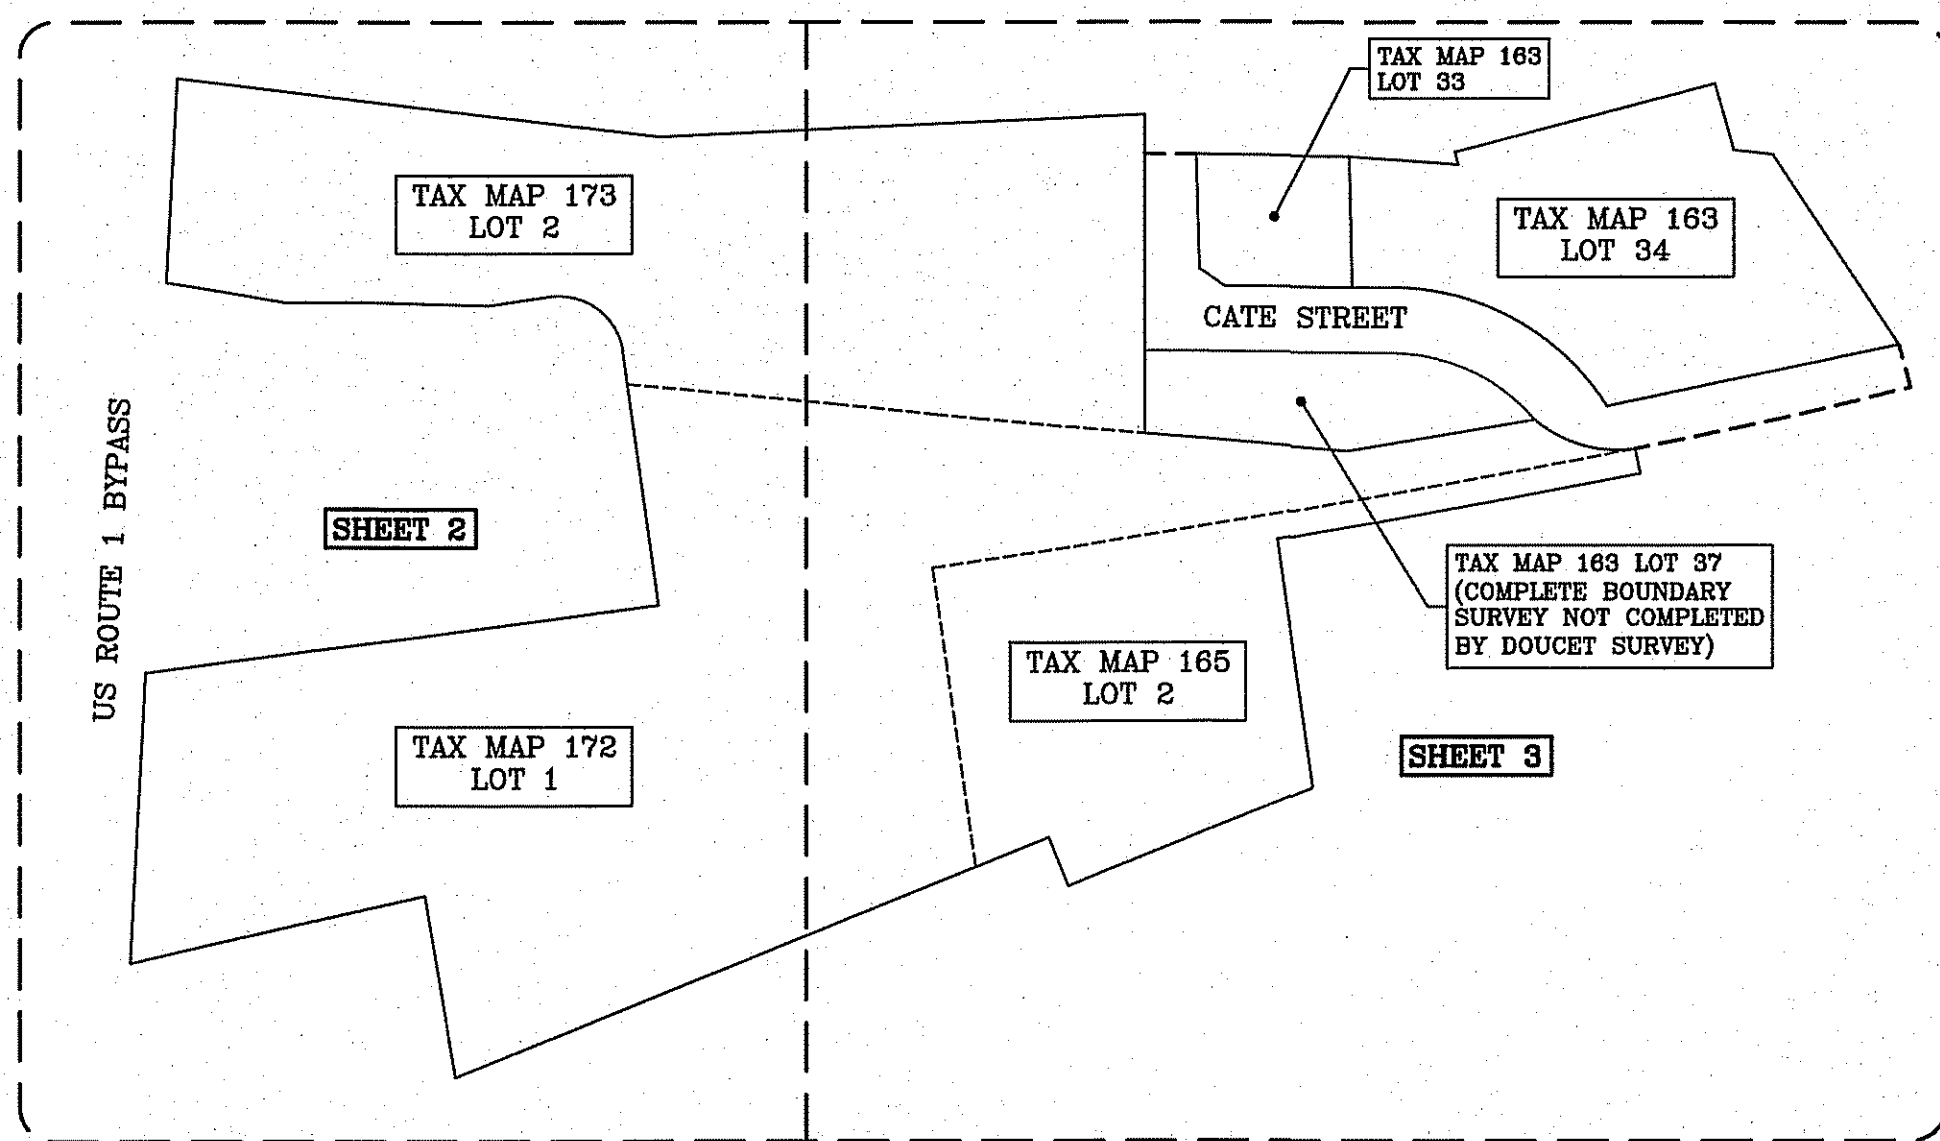 TAX MAP 163
LOT 33
TAX MAP 173
LOT 2
TAX MAP 163
LOT 34
CATE STREET
US ROUTE 1 BYPASS
SHEET 2
TAX MAP 163 LOT 37
(COMPLETE BOUNDARY
SURVEY NOT COMPLETED
BY DOUCET SURVEY)
TAX MAP 165
LOT 2
TAX MAP 172
LOT 1
SHEET 3